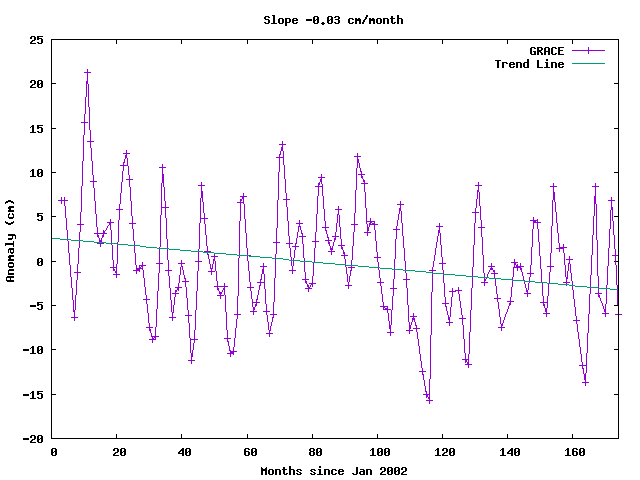 Slope -0.03 cm/month
GRACE
Trend Line
Anomaly (cm)
25
20
15
10
5
0
-5
-10
-15
-20
0 20 40 60 80 100 120 140 160
Months since Jan 2002